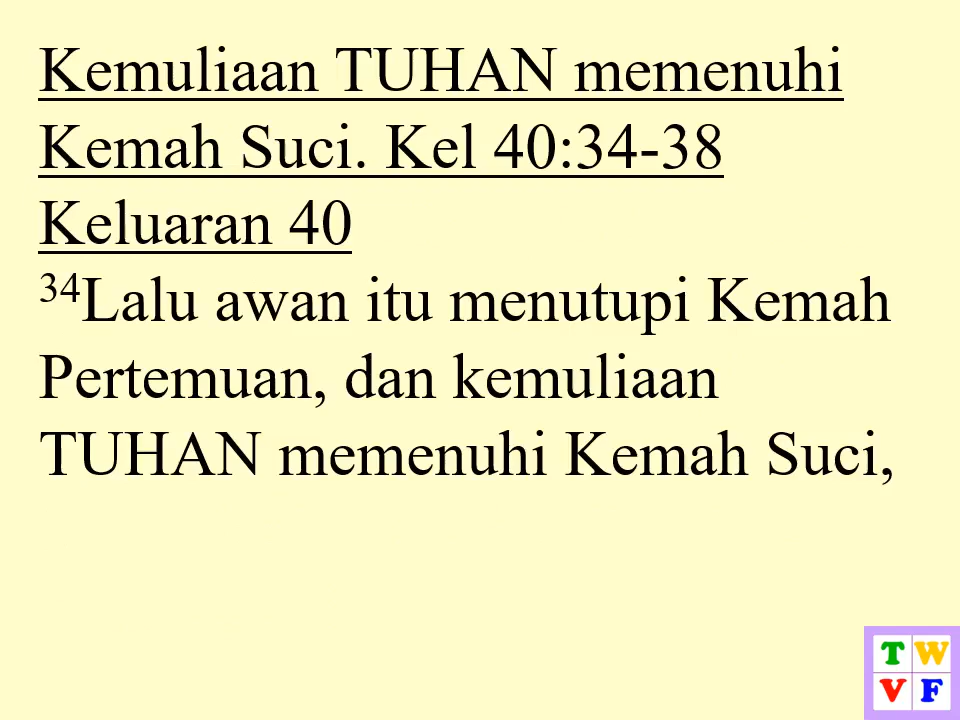 Kemuliaan TUHAN memenuhi
Kemah Suci. Kel 40:34-38
Keluaran 40
34Lalu awan itu menutupi Kemah
Pertemuan, dan kemuliaan
TUHAN memenuhi Kemah Suci,
T W
V F